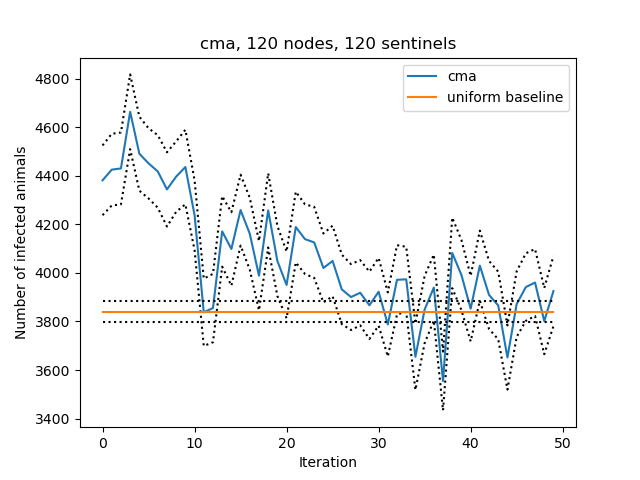 cma, 120 nodes, 120 sentinels
cma
uniform baseline
Number of infected animals
4800
4600
4400
4200
4000
3800
3600
3400
0 10 20 30 40 50
Iteration